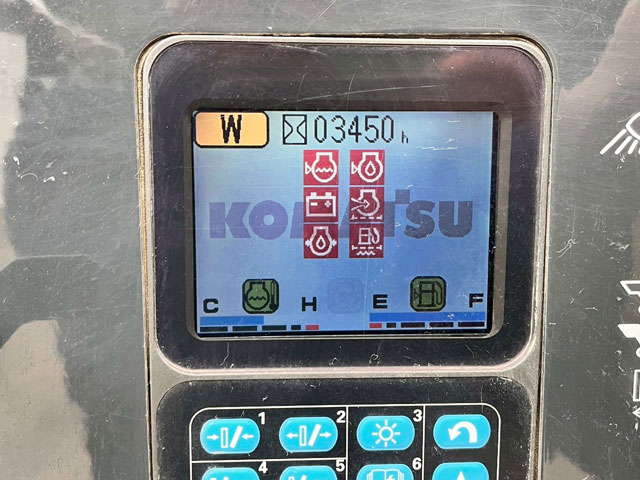 W 03450 h
KOMATSU
C H E F
1 2 3
4 5 6